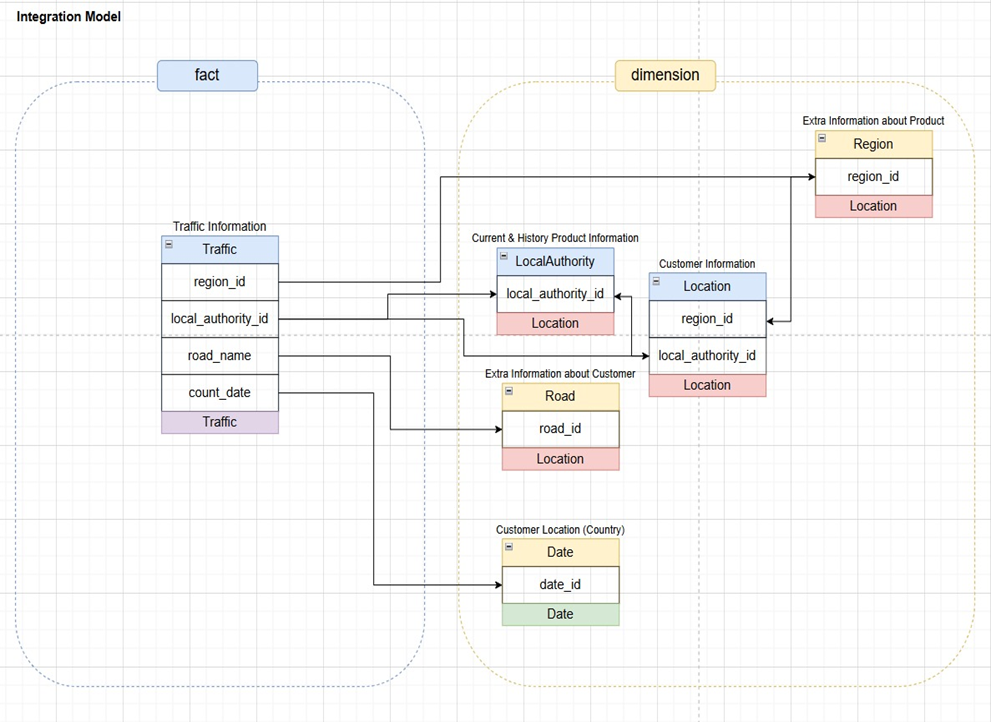 Integration Model
fact
dimension
Extra Information about Product
Region
region_id
Location
Traffic Information
Traffic
region_id
local_authority_id
road_name
count_date
Traffic
Current & History Product Information
LocalAuthority
local_authority_id
Location
Customer Information
Location
region_id
local_authority_id
Location
Extra Information about Customer
Road
road_id
Location
Customer Location (Country)
Date
date_id
Date